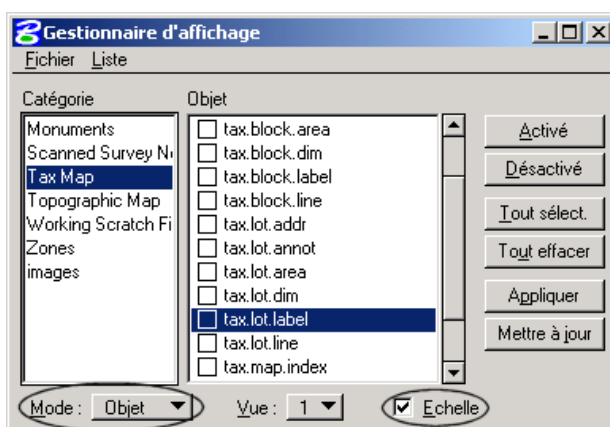 Gestionnaire d'affichage
Fichier Liste
Catégorie
Monuments
Scanned Survey N
Tax Map
Topographic Map
Working Scratch Fi
Zones
images
Objet
tax.block.area
tax.block.dim
tax.block.label
tax.block.line
tax.lot.addr
tax.lot.annot
tax.lot.area
tax.lot.dim
tax.lot.label
tax.lot.line
tax.map.index
Activé
Désactivé
Tout sélect.
Tout effacer
Appliquer
Mettre à jour
Mode : Objet
Vue : 1
Echelle